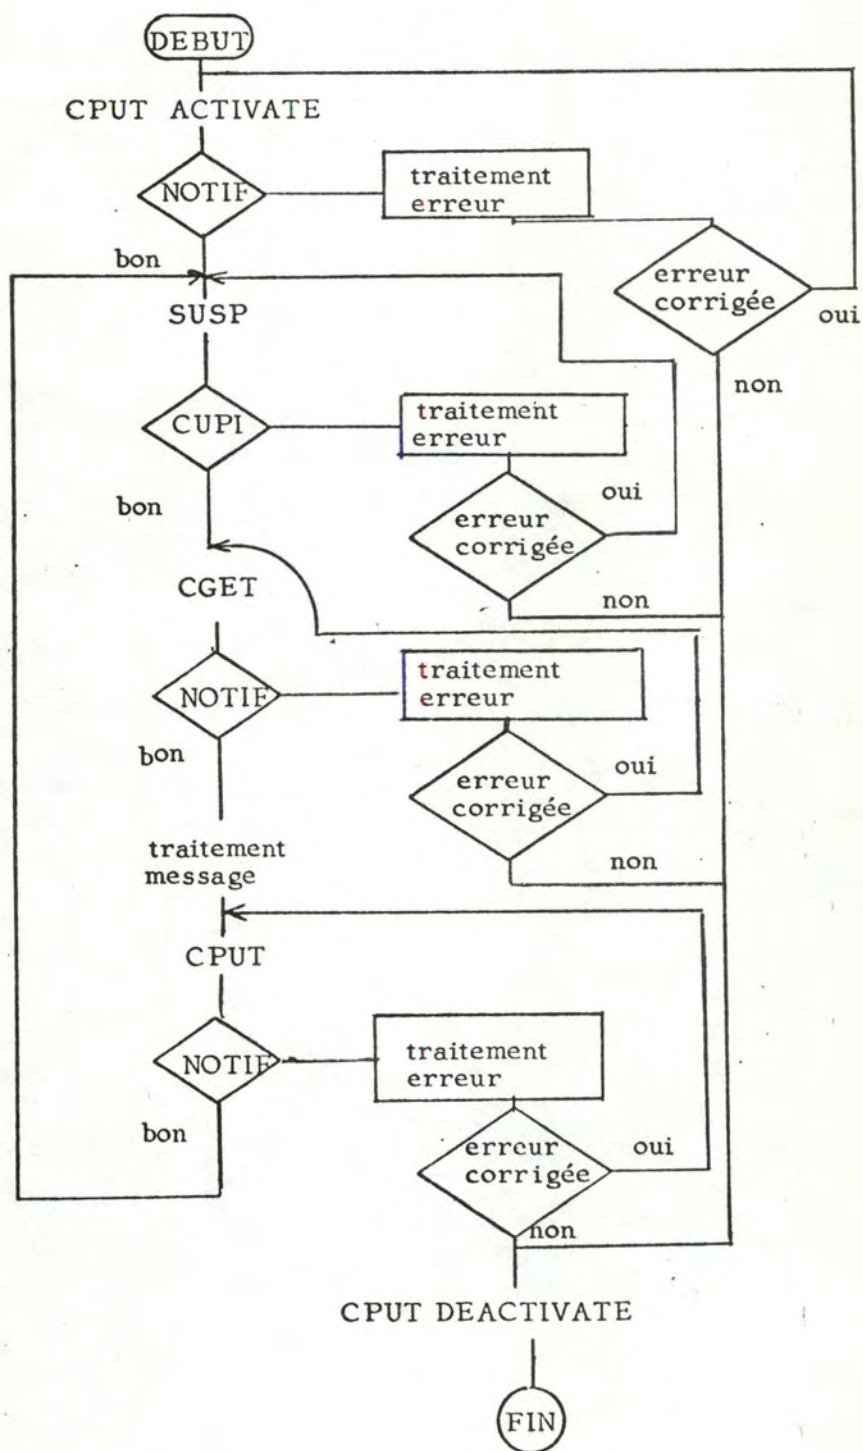 DEBUT
CPUT ACTIVATE
NOTIF
traitement
erreur
bon
erreur
corrigée
oui
non
SUSP
CUPI
traitement
erreur
bon
oui
erreur
corrigée
non
CGET
NOTIF
traitement
erreur
bon
oui
erreur
corrigée
non
traitement
message
CPUT
NOTIF
traitement
erreur
bon
erreur
corrigée
oui
non
CPUT DEACTIVATE
FIN